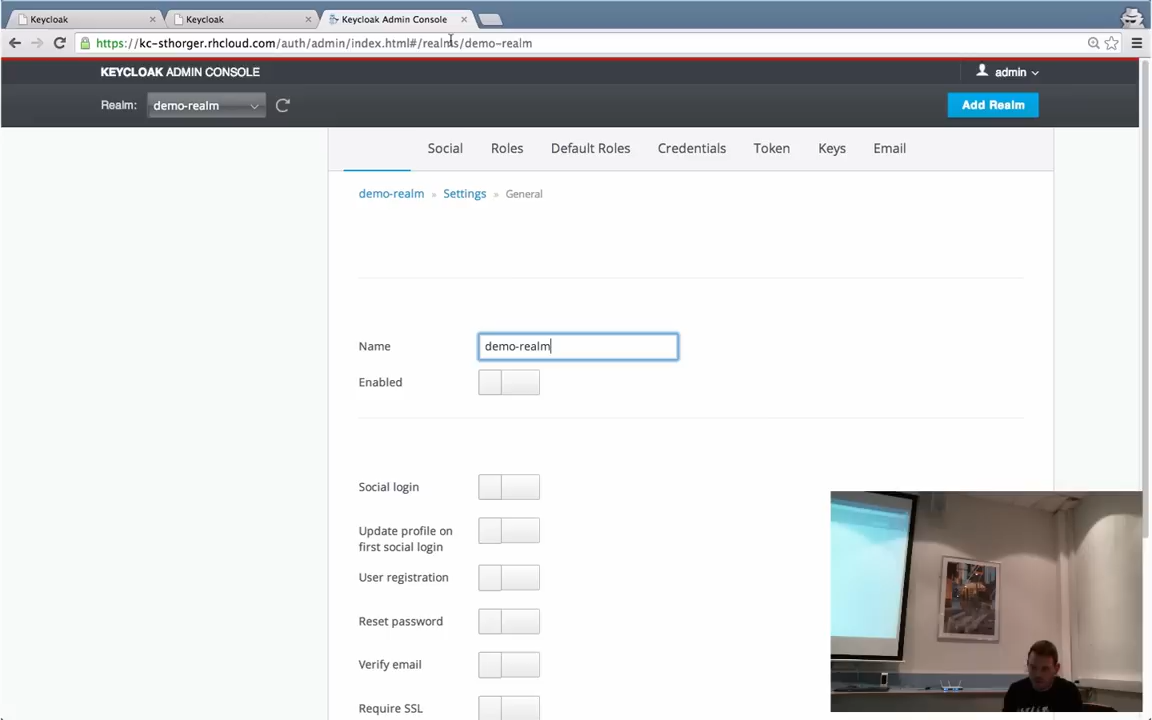 Keycloak
Keycloak
Keycloak Admin Console
https://kc-sthorger.rhcloud.com/auth/admin/index.html#/realms/demo-realm
KEYCLOAK ADMIN CONSOLE
admin
Realm:
demo-realm
Add Realm
Social
Roles
Default Roles
Credentials
Token
Keys
Email
demo-realm » Settings » General
Name
demo-realm
Enabled
Social login
Update profile on
first social login
User registration
Reset password
Verify email
Require SSL